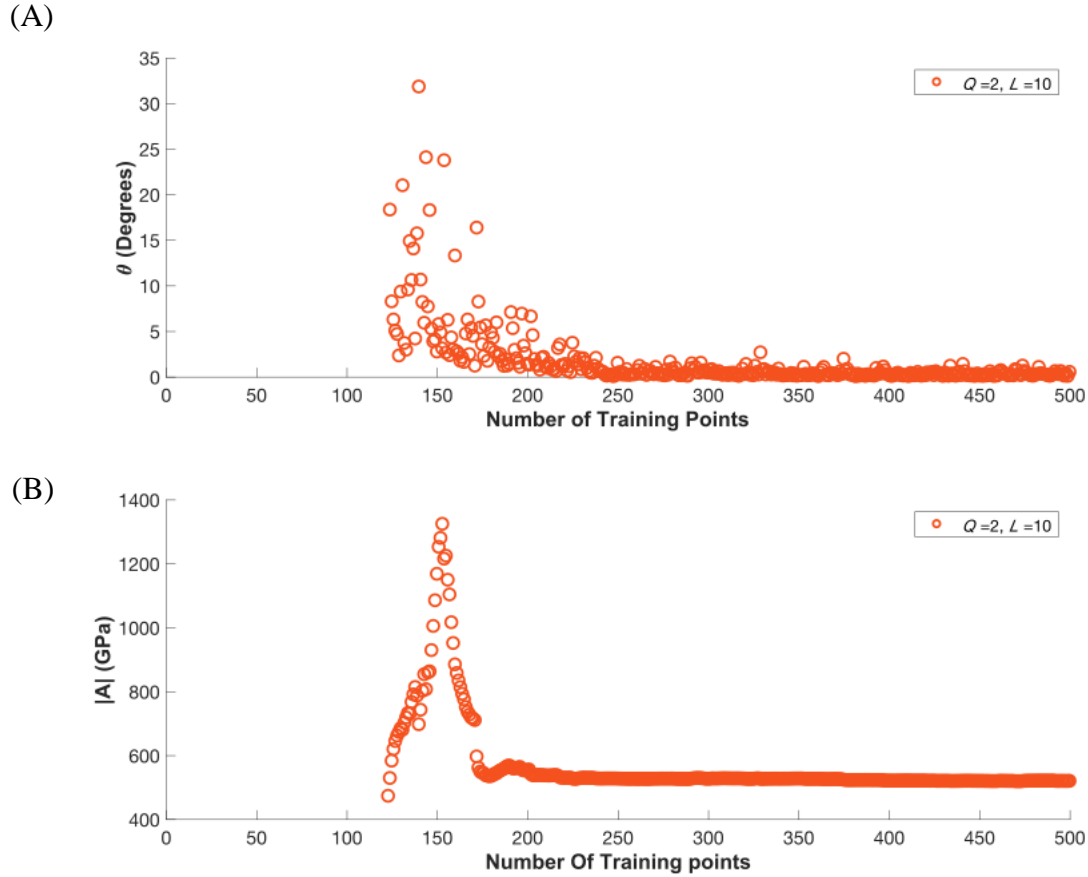 (A)
35
30
25
20
15
10
5
0
θ (Degrees)
Q =2, L =10
0 50 100 150 200 250 300 350 400 450 500
Number of Training Points
(B)
1400
1200
1000
800
600
400
|A| (GPa)
Q =2, L =10
0 50 100 150 200 250 300 350 400 450 500
Number Of Training points